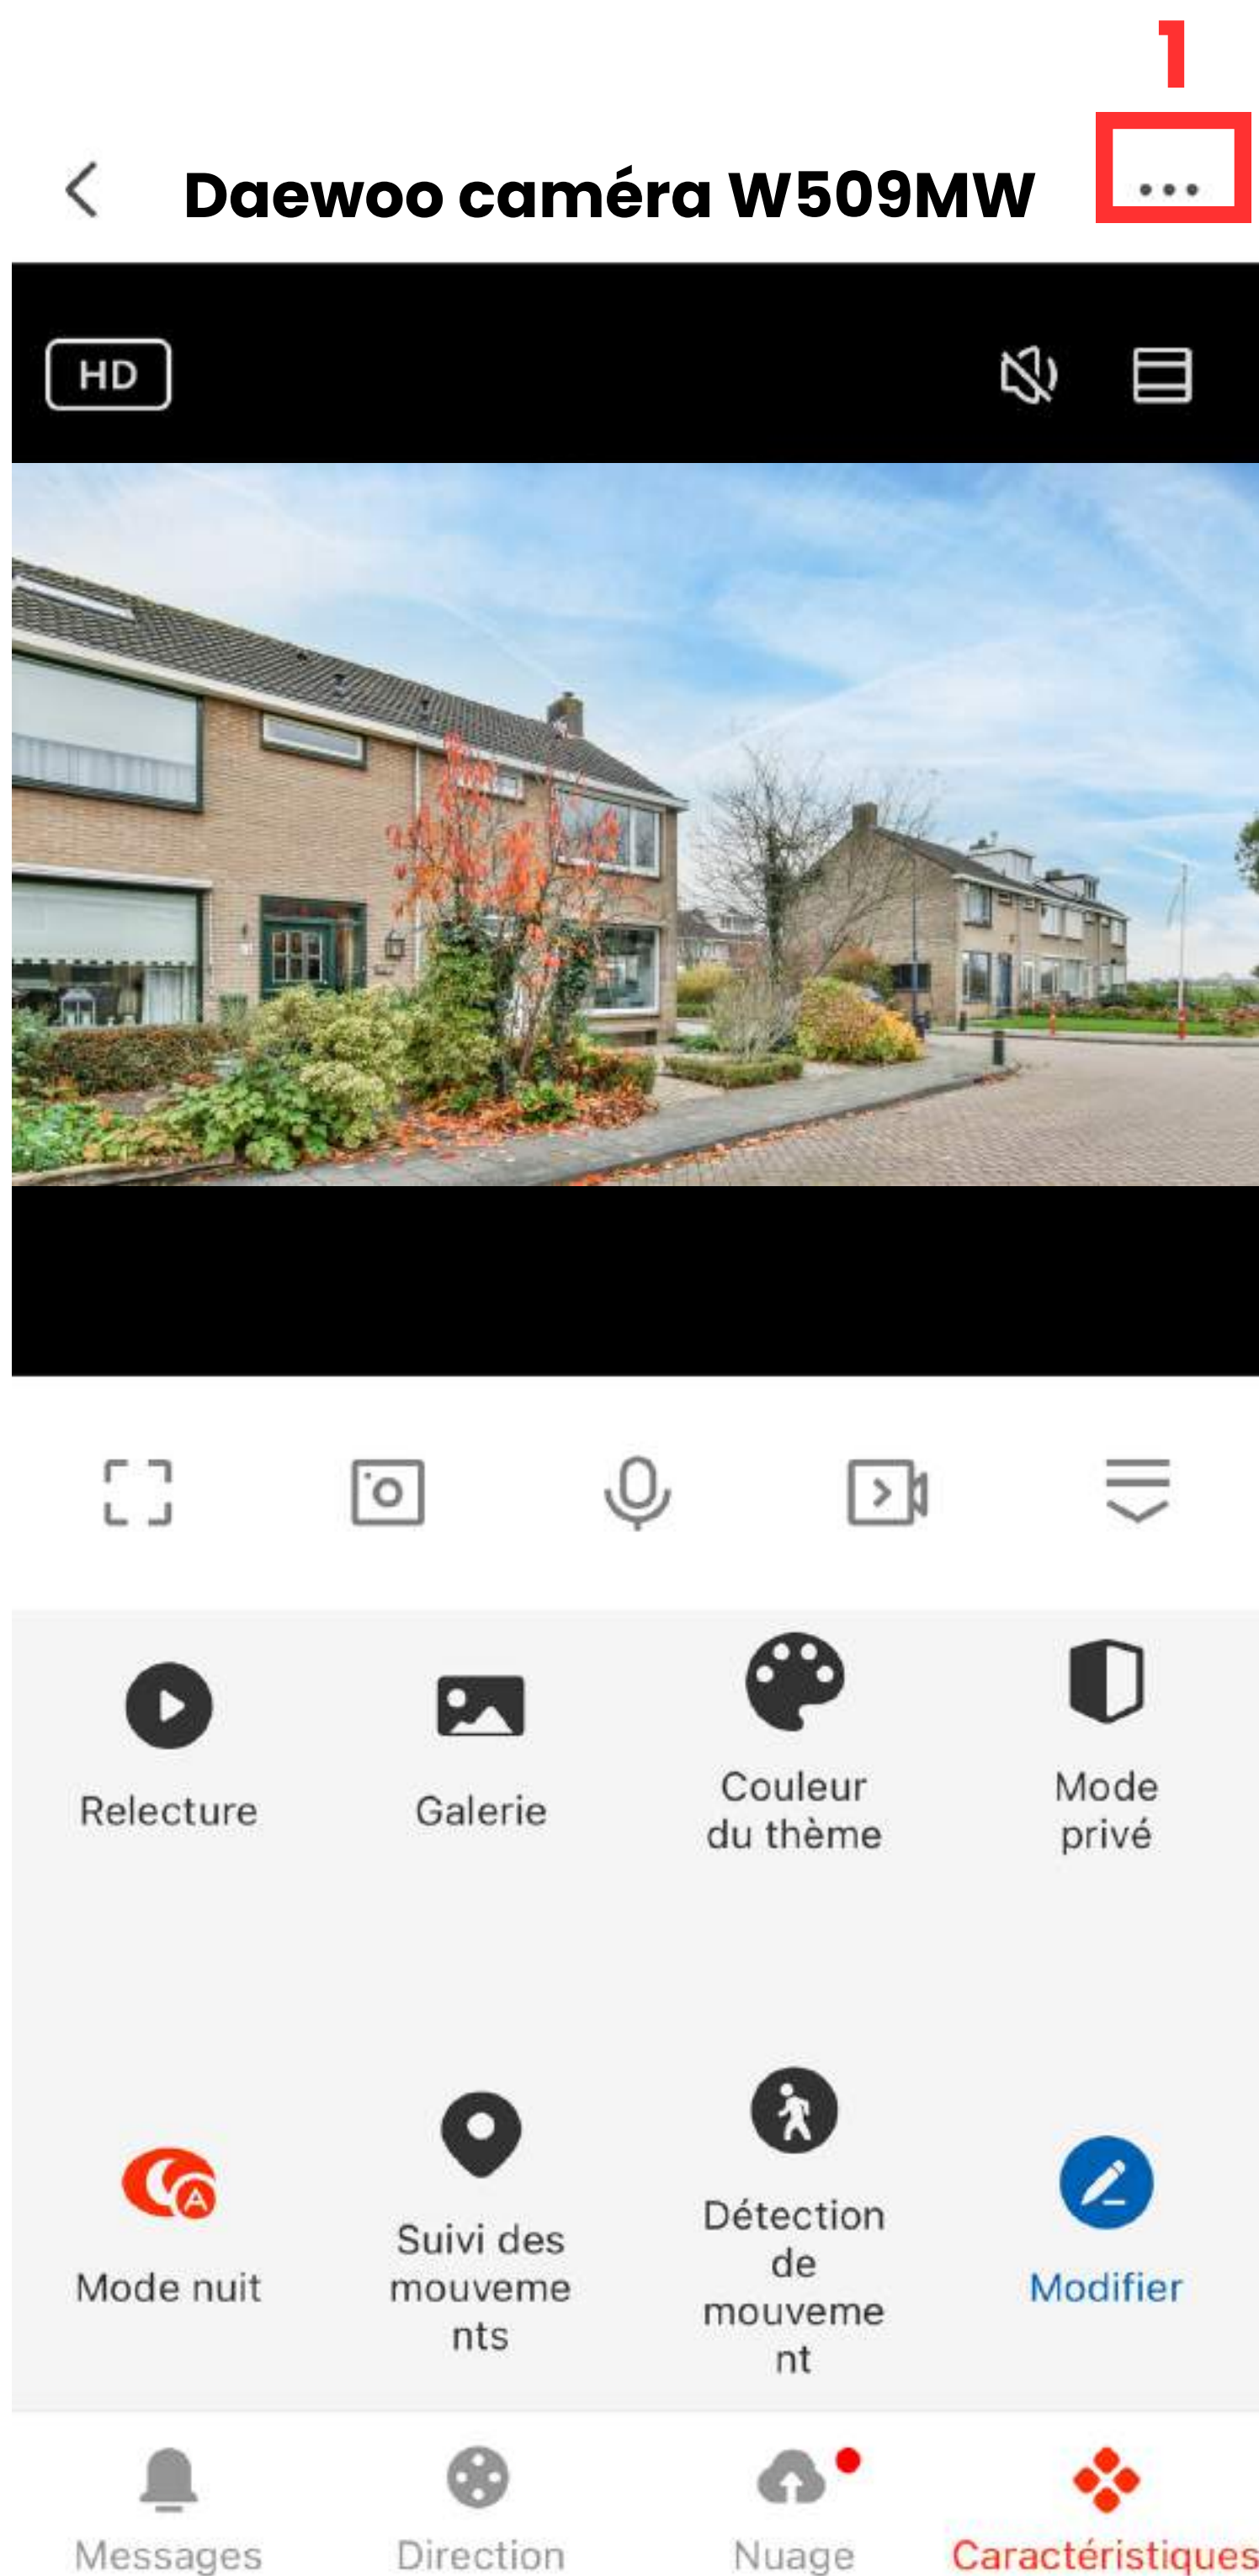 1
Daewoo caméra W509MW
HD
Relecture
Galerie
Couleur
du thème
Mode
privé
Mode nuit
Suivi des
mouveme
nts
Détection
de
mouveme
nt
Modifier
Messages
Direction
Nuage
Caractéristiques